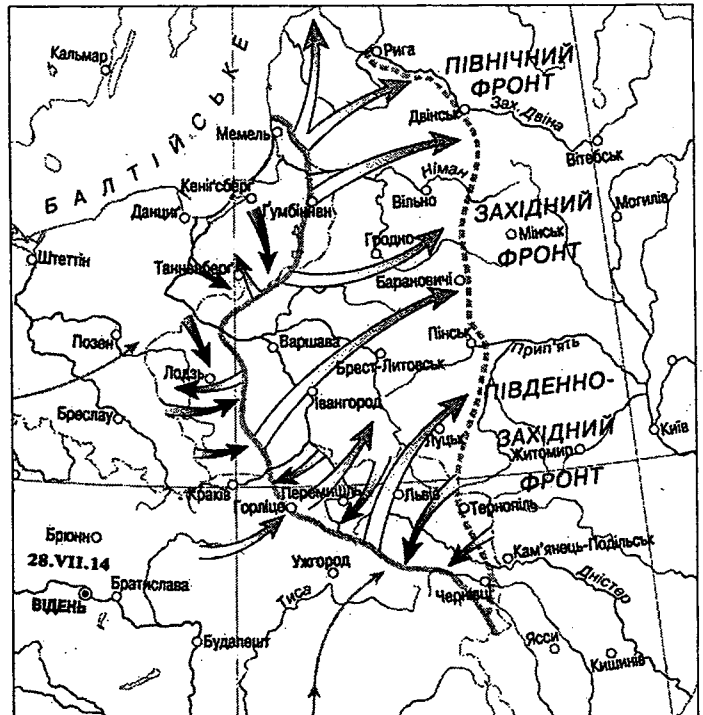 Кальмар
Рига
ПІВНІЧНИЙ
ФРОНТ
БАЛТІЙСЬКЕ
Двінськ
Зах. Двіна
Мемель
Вітебськ
Німан
Кеніґсберг
Ґумбіннен
Вільно
Данциг
ЗАХІДНИЙ
ФРОНТ
Могилів
Мінськ
Гродно
Штеттін
Танненберг
Барановичі
Позен
Варшава
Пінськ
Прип'ять
Брест-Литовськ
Лодзь
ПІВДЕННО-
ЗАХІДНИЙ
ФРОНТ
Івангород
Бреслау
Луцьк
Київ
Житомир
Краків
Перемишль
Львів
Горліце
Тернопіль
Брюнн
28.VII.14
Ужгород
Кам'янець-Подільськ
Братислава
ВІДЕНЬ
Тиса
Чернівці
Дністер
Будапешт
Ясси
Кишинів